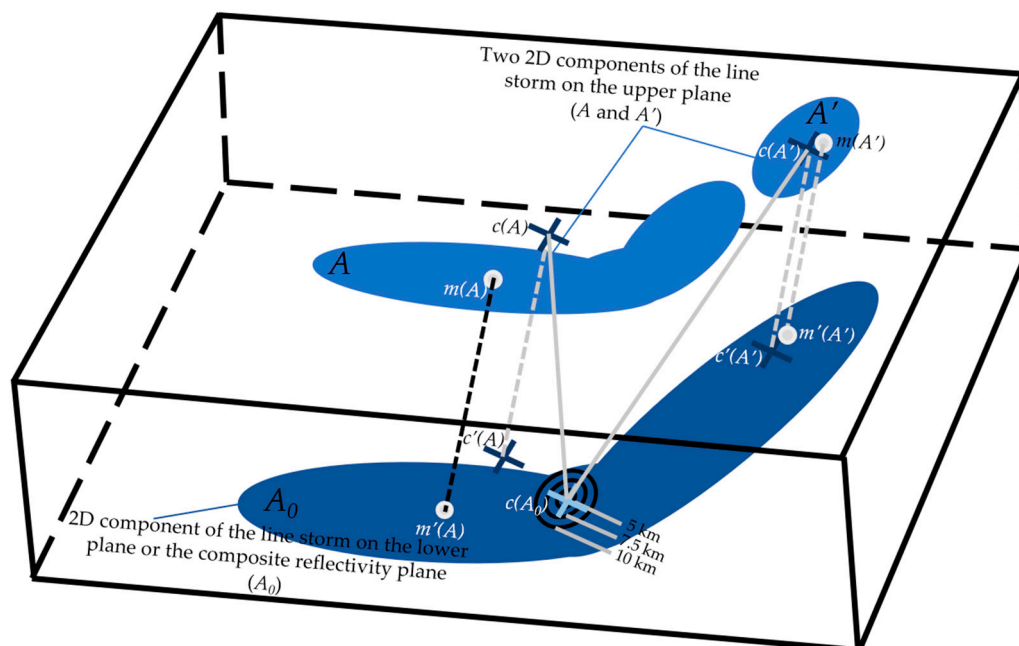 Two 2D components of the line
storm on the upper plane
(A and A′)
A′
c(A′)
m(A′)
c(A)
A
m(A)
m′(A′)
c′(A′)
c′(A)
A₀
c(A₀)
m′(A)
5 km
7.5 km
10 km
2D component of the line storm on the lower
plane or the composite reflectivity plane
(A₀)